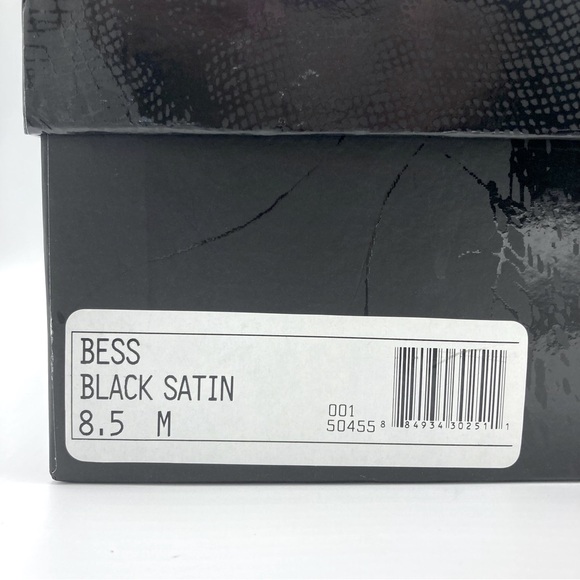 BESS
BLACK SATIN
8.5 M
001
50455
8 84934 30251 1